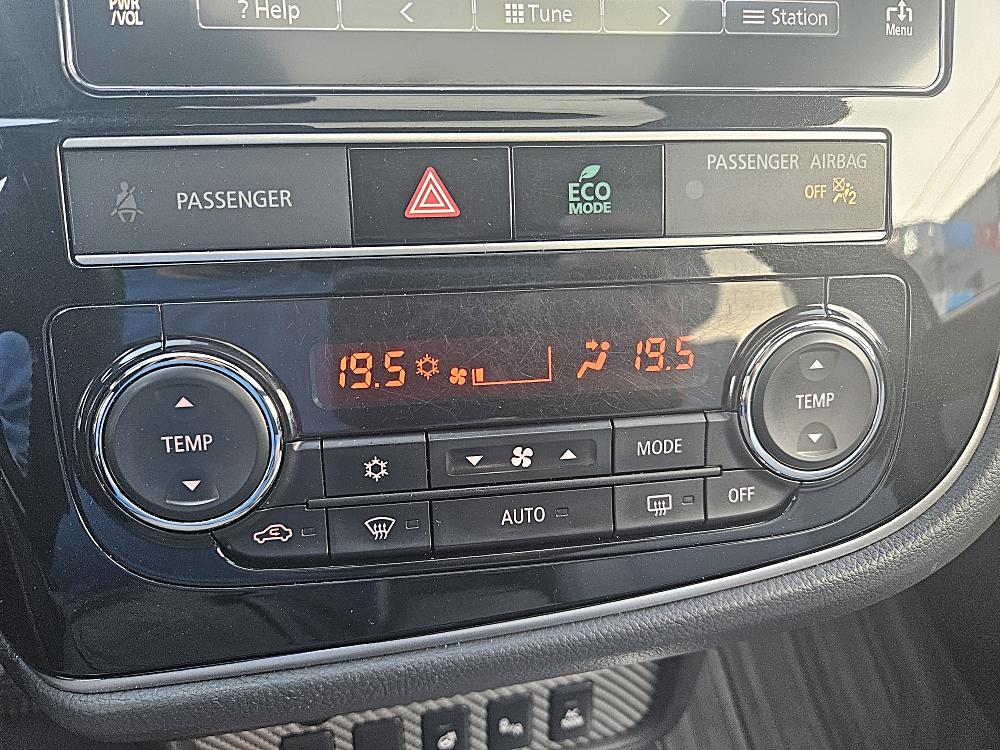 PWR
/VOL
? Help
Tune
Station
Menu
PASSENGER
ECO
MODE
PASSENGER AIRBAG
OFF 2
19.5
19.5
TEMP
TEMP
MODE
AUTO
OFF